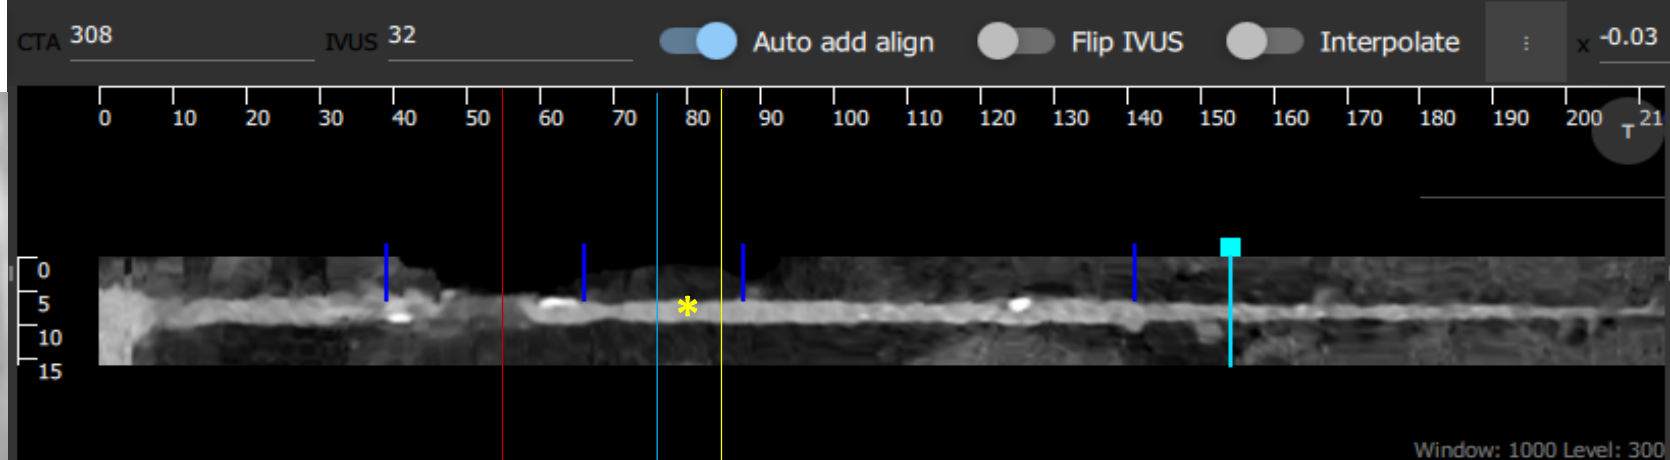 CTA 308 IVUS 32 Auto add align Flip IVUS Interpolate ⋮ x -0.03
0 10 20 30 40 50 60 70 80 90 100 110 120 130 140 150 160 170 180 190 200 21
T
0
5
*
10
15
Window: 1000 Level: 300